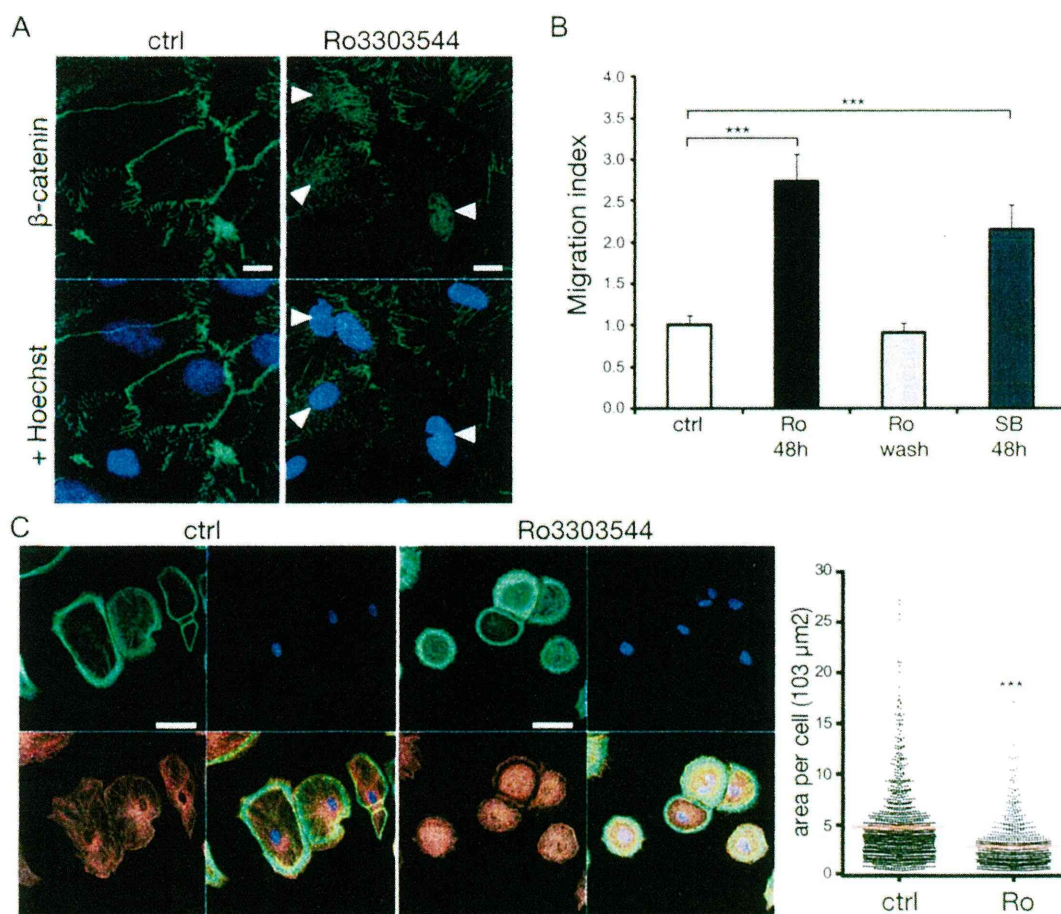 A
ctrl
Ro3303544
β-catenin
+ Hoechst
B
Migration index
4.0
3.5
3.0
2.5
2.0
1.5
1.0
0.5
0.0
***
***
ctrl
Ro
48h
Ro
wash
SB
48h
C
ctrl
Ro3303544
area per cell (103 µm2)
30
25
20
15
10
5
0
***
ctrl
Ro